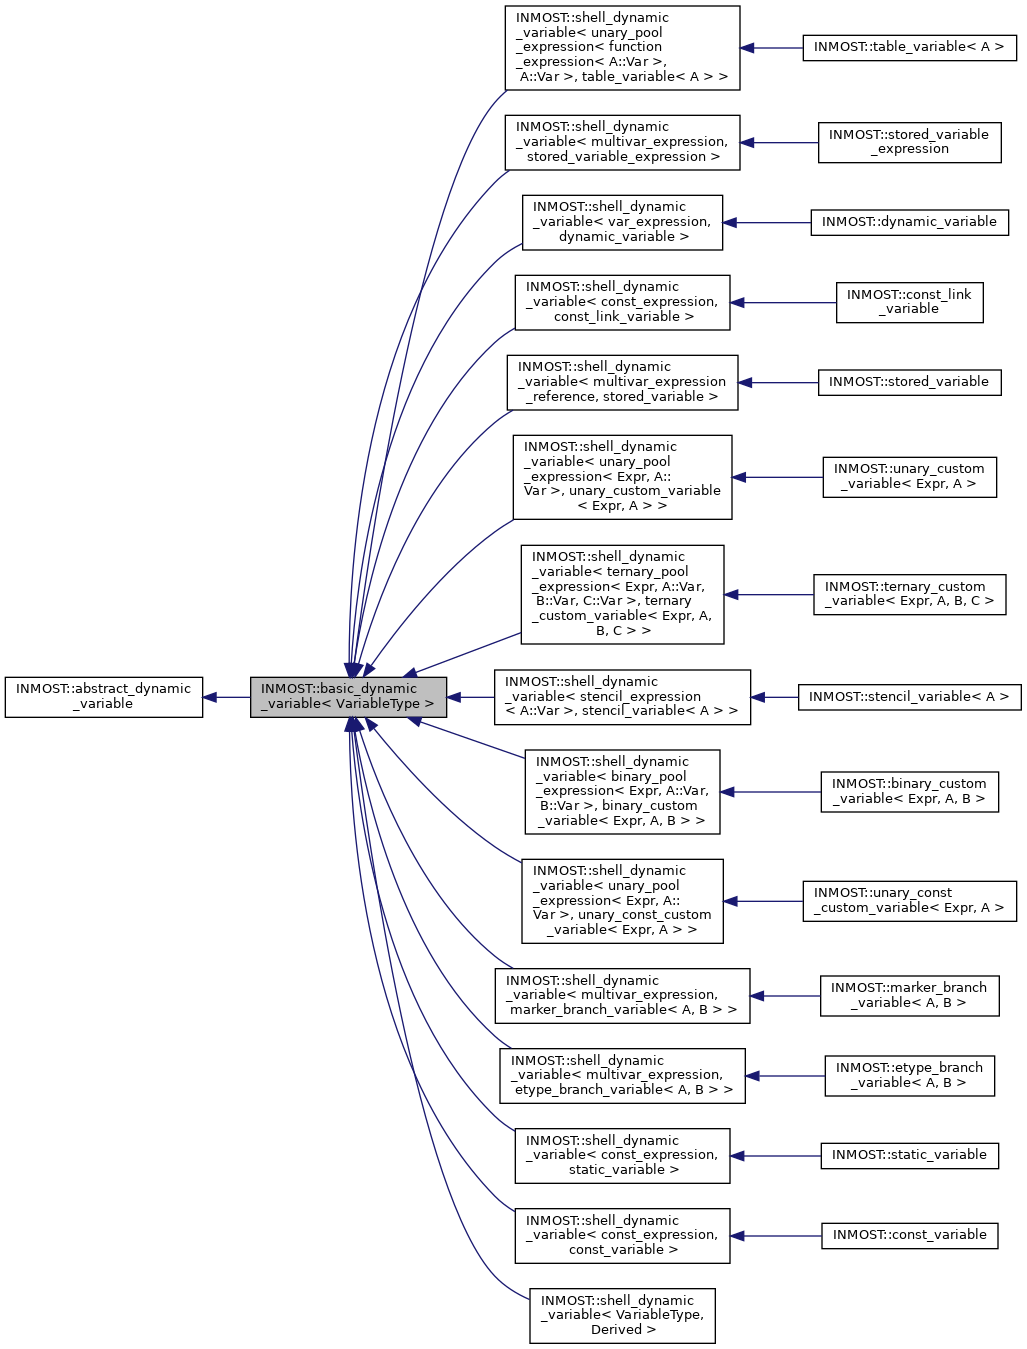 INMOST::shell_dynamic
_variable< unary_pool
_expression< function
_expression< A::Var >,
A::Var >, table_variable< A > >
INMOST::table_variable< A >
INMOST::shell_dynamic
_variable< multivar_expression,
stored_variable_expression >
INMOST::stored_variable
_expression
INMOST::shell_dynamic
_variable< var_expression,
dynamic_variable >
INMOST::dynamic_variable
INMOST::shell_dynamic
_variable< const_expression,
const_link_variable >
INMOST::const_link
_variable
INMOST::shell_dynamic
_variable< multivar_expression
_reference, stored_variable >
INMOST::stored_variable
INMOST::shell_dynamic
_variable< unary_pool
_expression< Expr, A::
Var >, unary_custom_variable
< Expr, A > >
INMOST::unary_custom
_variable< Expr, A >
INMOST::shell_dynamic
_variable< ternary_pool
_expression< Expr, A::Var,
B::Var, C::Var >, ternary
_custom_variable< Expr, A,
B, C > >
INMOST::ternary_custom
_variable< Expr, A, B, C >
INMOST::abstract_dynamic
_variable
INMOST::basic_dynamic
_variable< VariableType >
INMOST::shell_dynamic
_variable< stencil_expression
< A::Var >, stencil_variable< A > >
INMOST::stencil_variable< A >
INMOST::shell_dynamic
_variable< binary_pool
_expression< Expr, A::Var,
B::Var >, binary_custom
_variable< Expr, A, B > >
INMOST::binary_custom
_variable< Expr, A, B >
INMOST::shell_dynamic
_variable< unary_pool
_expression< Expr, A::
Var >, unary_const_custom
_variable< Expr, A > >
INMOST::unary_const
_custom_variable< Expr, A >
INMOST::shell_dynamic
_variable< multivar_expression,
marker_branch_variable< A, B > >
INMOST::marker_branch
_variable< A, B >
INMOST::shell_dynamic
_variable< multivar_expression,
etype_branch_variable< A, B > >
INMOST::etype_branch
_variable< A, B >
INMOST::shell_dynamic
_variable< const_expression,
static_variable >
INMOST::static_variable
INMOST::shell_dynamic
_variable< const_expression,
const_variable >
INMOST::const_variable
INMOST::shell_dynamic
_variable< VariableType,
Derived >